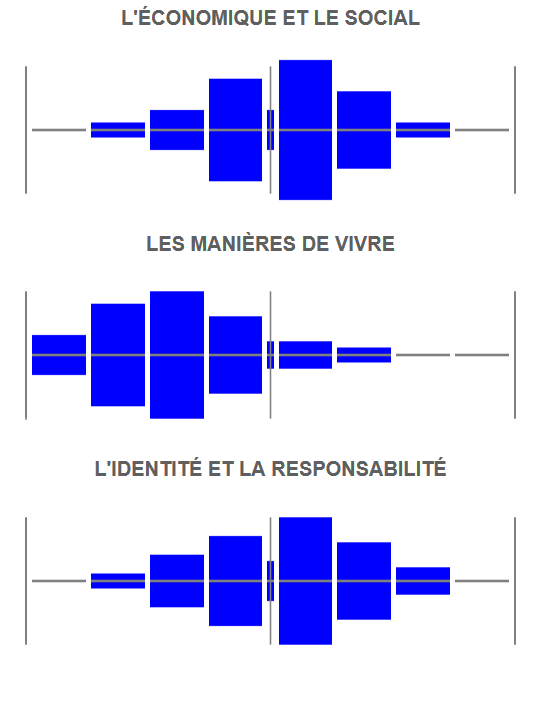 L'ÉCONOMIQUE ET LE SOCIAL
LES MANIÈRES DE VIVRE
L'IDENTITÉ ET LA RESPONSABILITÉ